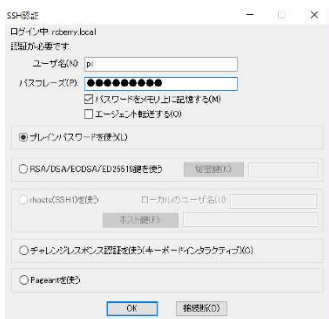 SSH認証
ログイン中: rsberry.local
認証が必要です.
ユーザ名(N): pi
パスフレーズ(P): ●●●●●●●●●
パスワードをメモリ上に記憶する(M)
エージェント転送する(O)
プレインパスワードを使う(L)
RSA/DSA/ECDSA/ED25519鍵を使う 秘密鍵(K):
rhosts(SSH1)を使う ローカルのユーザ名(U):
ホスト鍵(F):
チャレンジレスポンス認証を使う(キーボードインタラクティブ)(C)
Pageantを使う
OK 接続断(D)